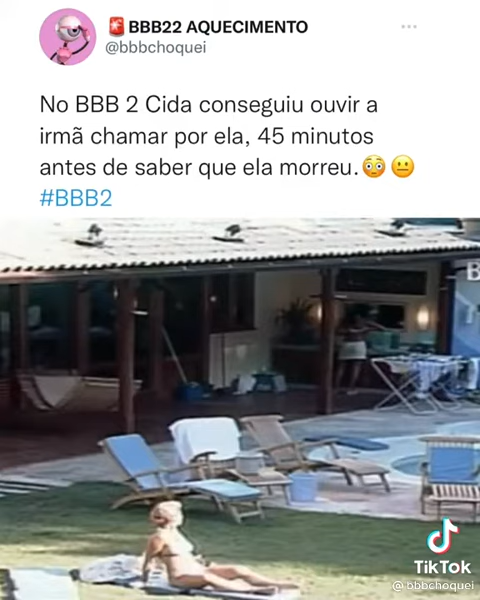 🚨BBB22 AQUECIMENTO
@bbbchoquei
No BBB 2 Cida conseguiu ouvir a
irmã chamar por ela, 45 minutos
antes de saber que ela morreu.😳😐
#BBB2
B
TikTok
@bbbchoquei